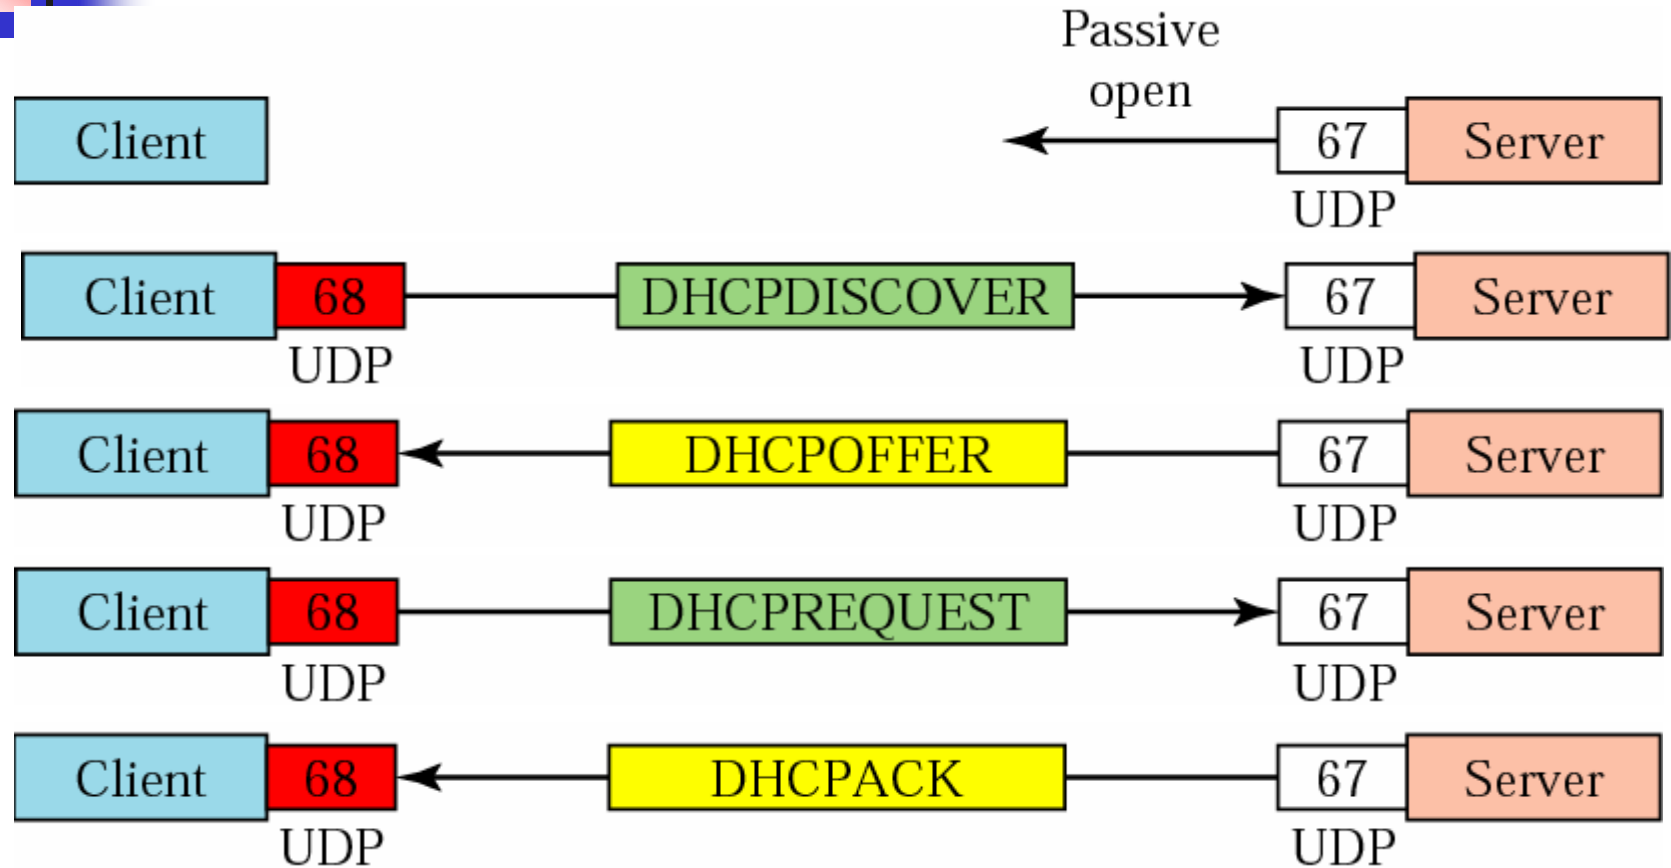 Passive
open
Client 67 Server
UDP
Client 68 DHCPDISCOVER 67 Server
UDP UDP
Client 68 DHCPOFFER 67 Server
UDP UDP
Client 68 DHCPREQUEST 67 Server
UDP UDP
Client 68 DHCPACK 67 Server
UDP UDP